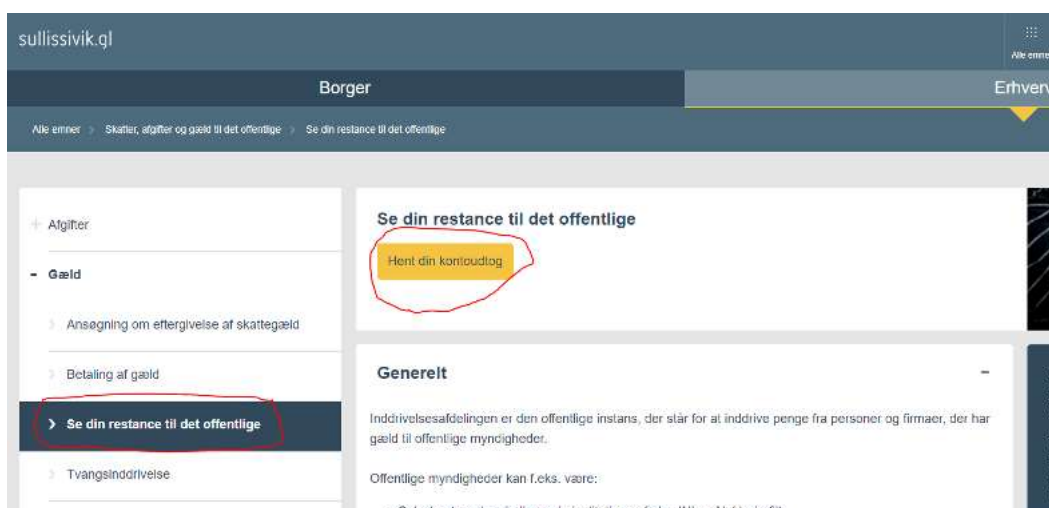 sullissivik.gl
Alle emne
Borger
Erhverv
Alle emner > Skatter, afgifter og gæld til det offentlige > Se din restance til det offentlige
+ Afgifter
Se din restance til det offentlige
Hent din kontoudtog
- Gæld
> Ansøgning om eftergivelse af skattegæld
> Betaling af gæld
Generelt -
> Se din restance til det offentlige
Inddrivelsesafdelingen er den offentlige instans, der står for at inddrive penge fra personer og firmaer, der har
gæld til offentlige myndigheder.
> Tvangsinddrivelse
Offentlige myndigheder kan f.eks. være: